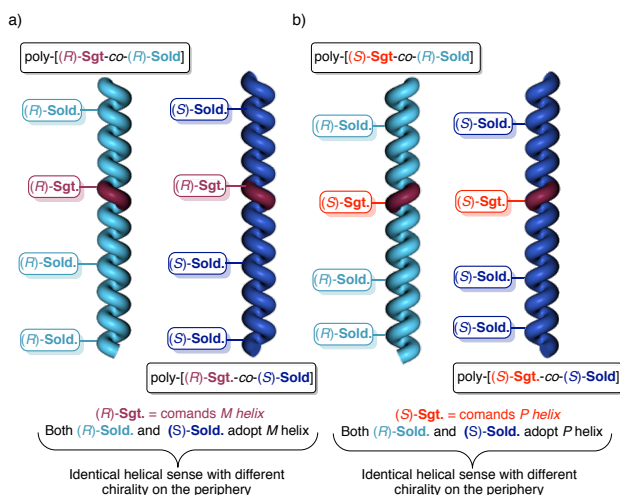 a)
poly-[(R)-Sgt-co-(R)-Sold]
(R)-Sold.
(R)-Sgt.
(R)-Sold.
(R)-Sold.
(S)-Sold.
(R)-Sgt.
(S)-Sold.
(S)-Sold.
poly-[(R)-Sgt.-co-(S)-Sold]
(R)-Sgt. = comands M helix
Both (R)-Sold. and (S)-Sold. adopt M helix
Identical helical sense with different
chirality on the periphery
b)
poly-[(S)-Sgt-co-(R)-Sold]
(R)-Sold.
(S)-Sgt.
(R)-Sold.
(R)-Sold.
(S)-Sold.
(S)-Sgt.
(S)-Sold.
(S)-Sold.
poly-[(S)-Sgt.-co-(S)-Sold]
(S)-Sgt. = comands P helix
Both (R)-Sold. and (S)-Sold. adopt P helix
Identical helical sense with different
chirality on the periphery